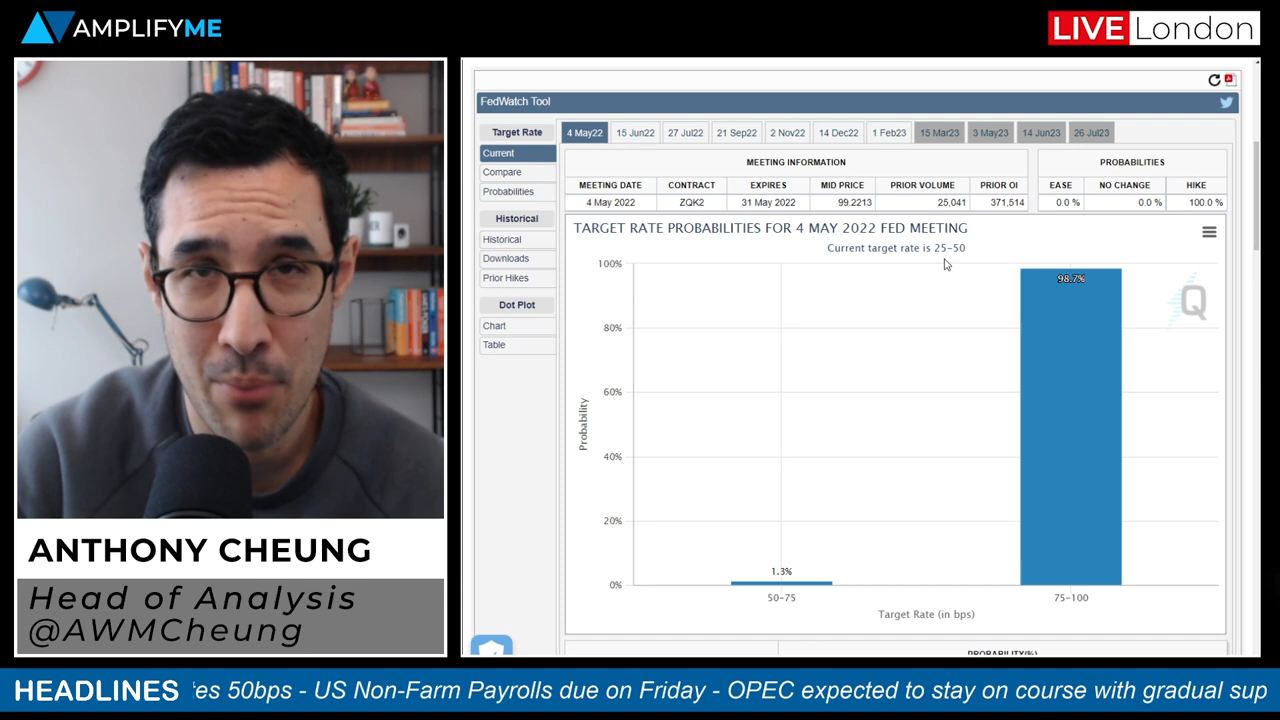 AMPLIFYME
LIVE London
FedWatch Tool
Target Rate
Current
Compare
Probabilities
Historical
Historical
Downloads
Prior Hikes
Dot Plot
Chart
Table
4 May22 15 Jun22 27 Jul22 21 Sep22 2 Nov22 14 Dec22 1 Feb23 15 Mar23 3 May23 14 Jun23 26 Jul23
MEETING INFORMATION
MEETING DATE CONTRACT EXPIRES MID PRICE PRIOR VOLUME PRIOR OI
4 May 2022 ZQK2 31 May 2022 99.2213 25,041 371,514
PROBABILITIES
EASE NO CHANGE HIKE
0.0 % 0.0 % 100.0 %
TARGET RATE PROBABILITIES FOR 4 MAY 2022 FED MEETING
Current target rate is 25-50
Probability
100%
80%
60%
40%
20%
0%
98.7%
1.3%
Q
50-75 75-100
Target Rate (in bps)
PROBABILITY(%)
ANTHONY CHEUNG
Head of Analysis
@AWMCheung
HEADLINES es 50bps - US Non-Farm Payrolls due on Friday - OPEC expected to stay on course with gradual sup